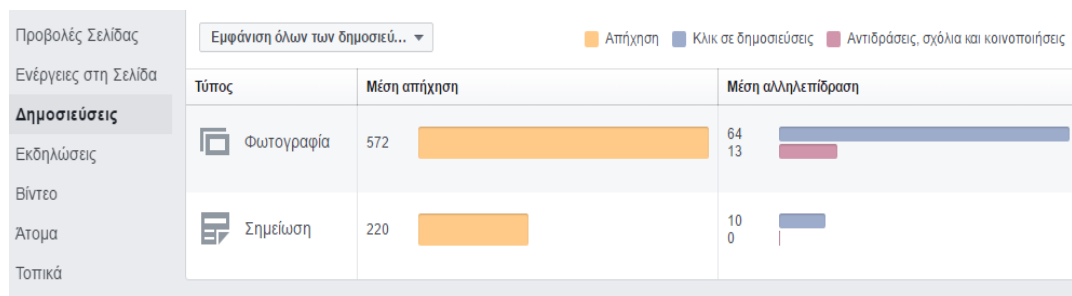 Προβολές Σελίδας
Ενέργειες στη Σελίδα
Δημοσιεύσεις
Εκδηλώσεις
Βίντεο
Άτομα
Τοπικά
Εμφάνιση όλων των δημοσιεύ...
Απήχηση Κλικ σε δημοσιεύσεις Αντιδράσεις, σχόλια και κοινοποιήσεις
Τύπος Μέση απήχηση Μέση αλληλεπίδραση
Φωτογραφία 572 64
13
Σημείωση 220 10
0